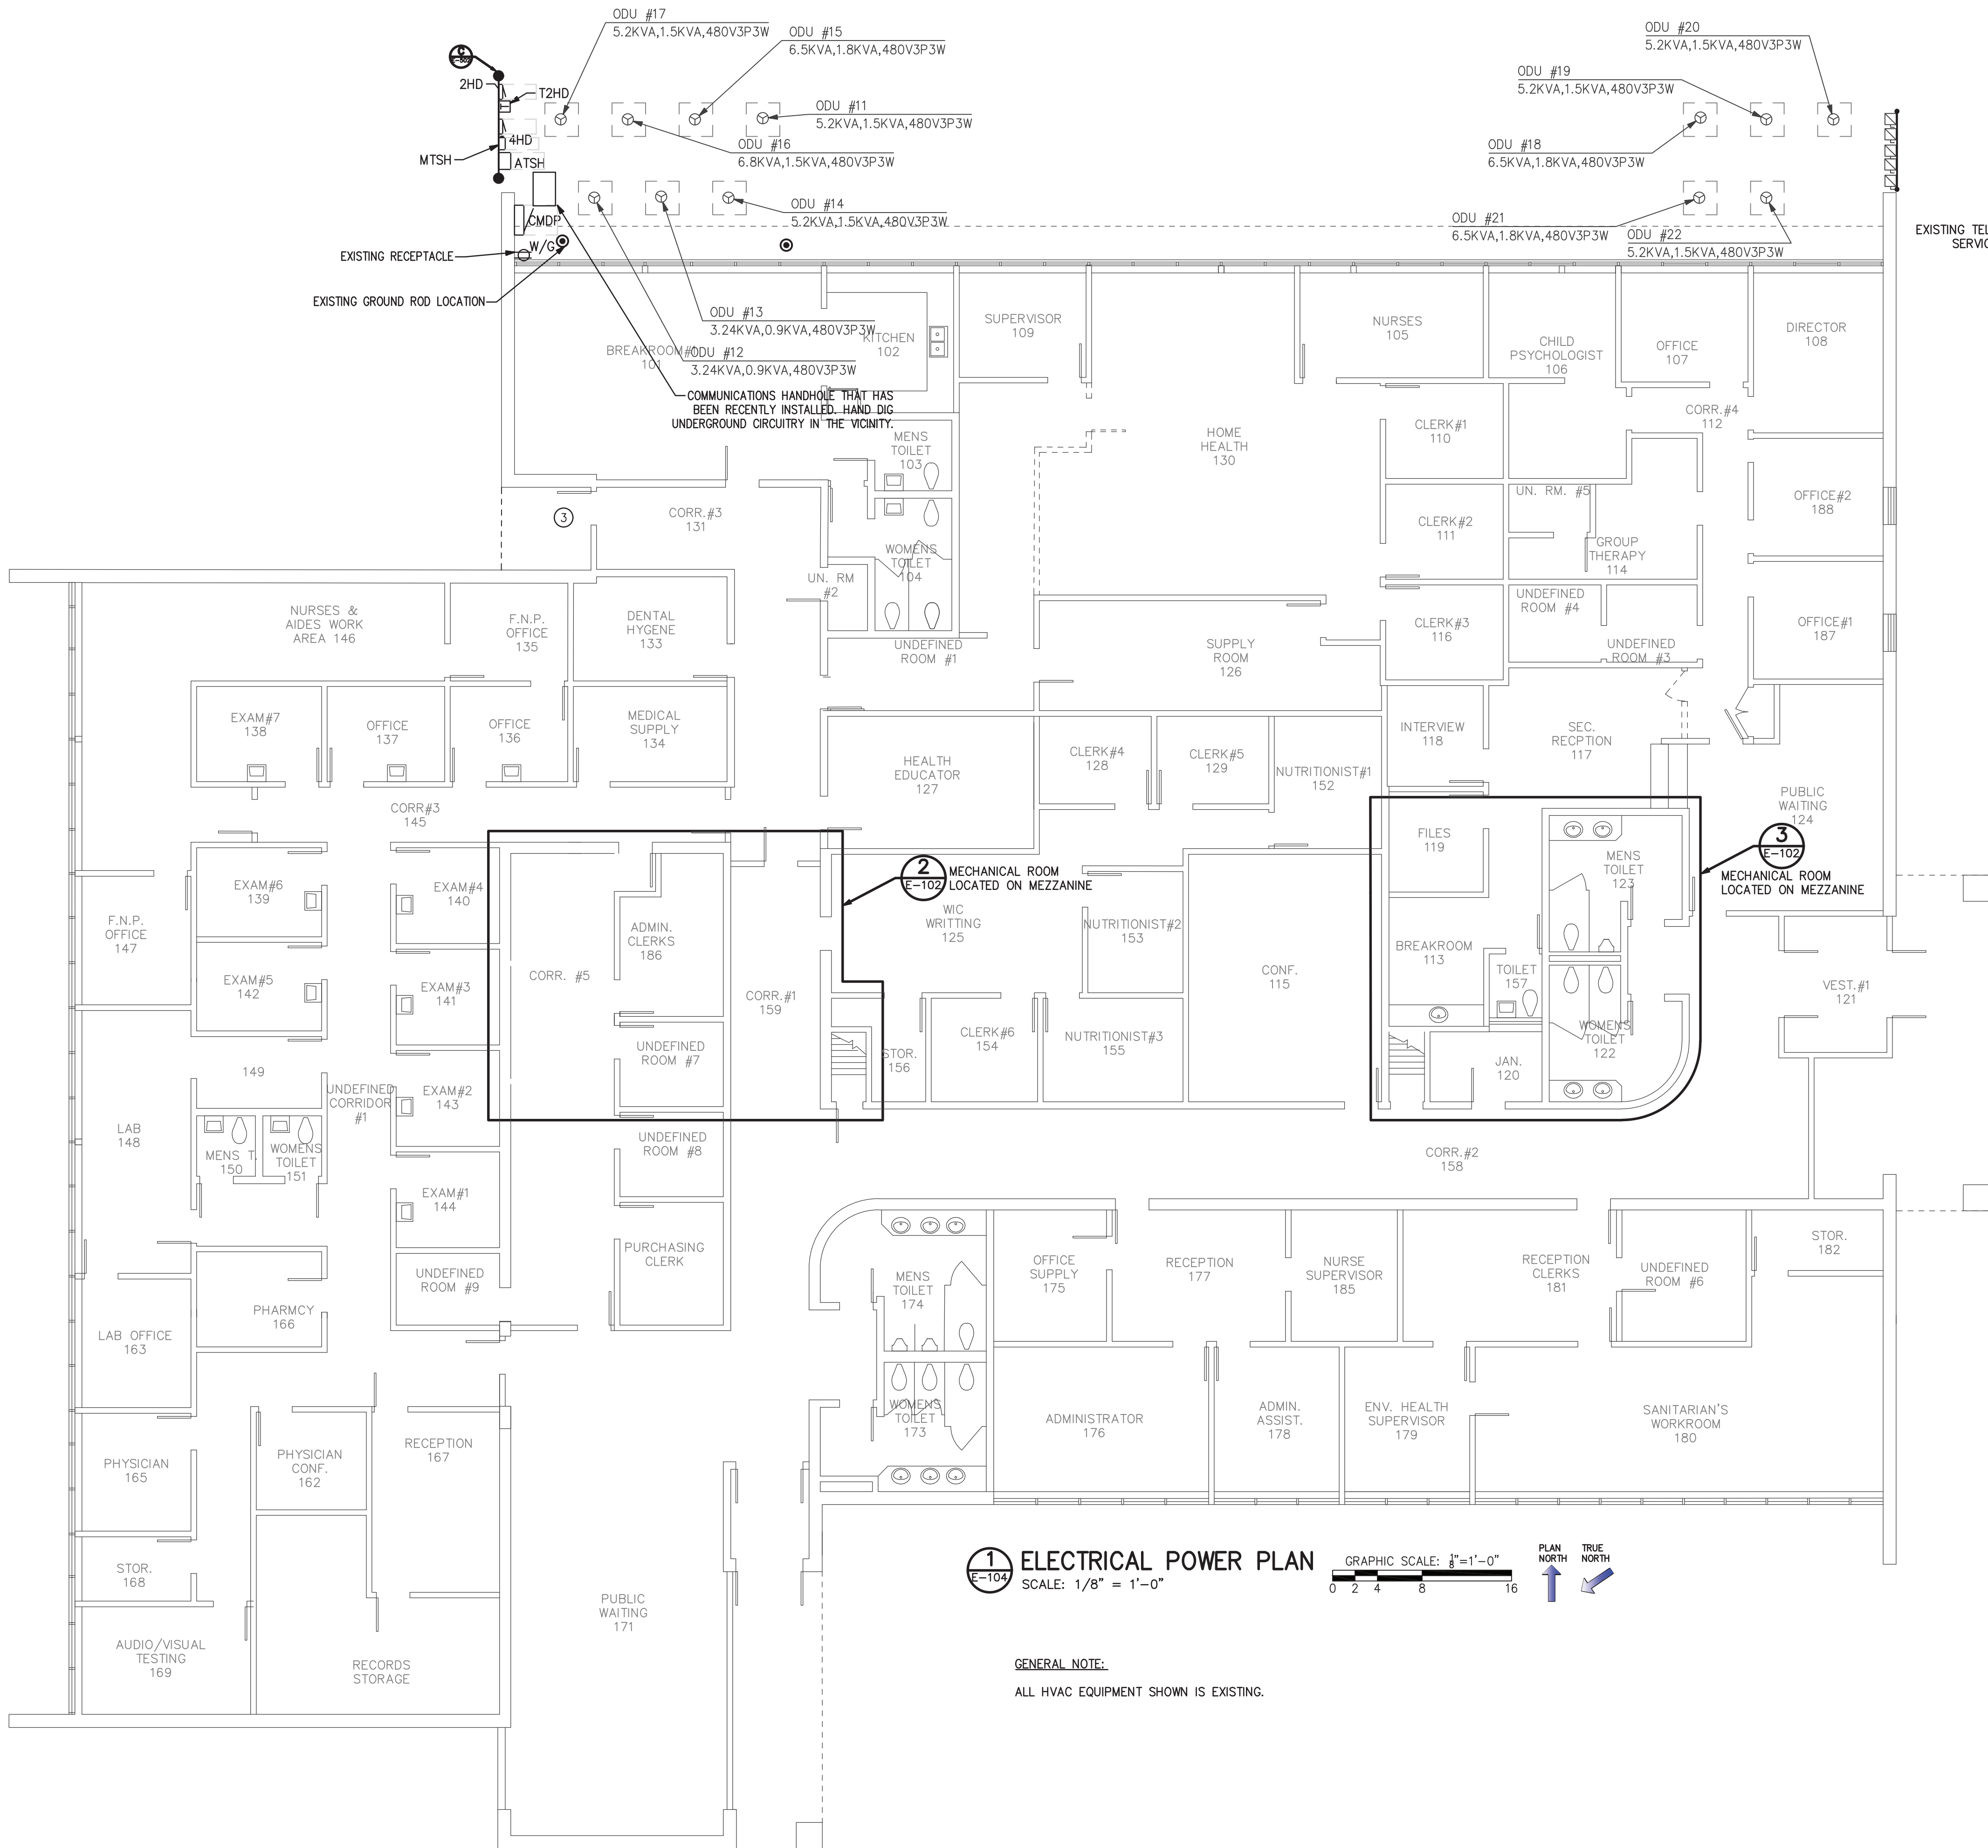 ODU #17
5.2KVA,1.5KVA,480V3P3W
ODU #15
6.5KVA,1.8KVA,480V3P3W
ODU #20
5.2KVA,1.5KVA,480V3P3W
C
2HD
T2HD
ODU #19
5.2KVA,1.5KVA,480V3P3W
ODU #11
5.2KVA,1.5KVA,480V3P3W
4HD
MTSH
ATSH
ODU #16
6.8KVA,1.5KVA,480V3P3W
ODU #18
6.5KVA,1.8KVA,480V3P3W
ODU #14
5.2KVA,1.5KVA,480V3P3W
CMDP
W/G
ODU #21
6.5KVA,1.8KVA,480V3P3W
ODU #22
5.2KVA,1.5KVA,480V3P3W
EXISTING TEL
SERVIC
EXISTING RECEPTACLE
EXISTING GROUND ROD LOCATION
ODU #13
3.24KVA,0.9KVA,480V3P3W
ODU #12
3.24KVA,0.9KVA,480V3P3W
BREAKROOM#1
101
KITCHEN
102
SUPERVISOR
109
NURSES
105
CHILD
PSYCHOLOGIST
106
OFFICE
107
DIRECTOR
108
COMMUNICATIONS HANDHOLE THAT HAS
BEEN RECENTLY INSTALLED. HAND DIG
UNDERGROUND CIRCUITRY IN THE VICINITY.
CORR.#4
112
MENS
TOILET
103
HOME
HEALTH
130
CLERK#1
110
UN. RM. #5
OFFICE#2
188
3
CORR.#3
131
CLERK#2
111
WOMENS
TOILET
104
GROUP
THERAPY
114
UN. RM
#2
UNDEFINED
ROOM #4
NURSES &
AIDES WORK
AREA 146
F.N.P.
OFFICE
135
DENTAL
HYGENE
133
CLERK#3
116
OFFICE#1
187
UNDEFINED
ROOM #1
SUPPLY
ROOM
126
UNDEFINED
ROOM #3
EXAM#7
138
OFFICE
137
OFFICE
136
MEDICAL
SUPPLY
134
INTERVIEW
118
SEC.
RECPTION
117
HEALTH
EDUCATOR
127
CLERK#4
128
CLERK#5
129
NUTRITIONIST#1
152
CORR#3
145
PUBLIC
WAITING
124
FILES
119
2
E-102
MECHANICAL ROOM
LOCATED ON MEZZANINE
MENS
TOILET
123
3
E-102
MECHANICAL ROOM
LOCATED ON MEZZANINE
EXAM#6
139
EXAM#4
140
F.N.P.
OFFICE
147
ADMIN.
CLERKS
186
WIC
WRITTING
125
NUTRITIONIST#2
153
BREAKROOM
113
EXAM#5
142
EXAM#3
141
CORR. #5
CORR.#1
159
CONF.
115
TOILET
157
VEST.#1
121
UNDEFINED
ROOM #7
STOR.
156
CLERK#6
154
NUTRITIONIST#3
155
WOMENS
TOILET
122
JAN.
120
149
UNDEFINED
CORRIDOR
#1
EXAM#2
143
LAB
148
MENS T.
150
WOMENS
TOILET
151
UNDEFINED
ROOM #8
CORR.#2
158
EXAM#1
144
PURCHASING
CLERK
UNDEFINED
ROOM #9
MENS
TOILET
174
OFFICE
SUPPLY
175
RECEPTION
177
NURSE
SUPERVISOR
185
RECEPTION
CLERKS
181
UNDEFINED
ROOM #6
STOR.
182
PHARMCY
166
LAB OFFICE
163
WOMENS
TOILET
173
ADMINISTRATOR
176
ADMIN.
ASSIST.
178
ENV. HEALTH
SUPERVISOR
179
SANITARIAN'S
WORKROOM
180
PHYSICIAN
165
PHYSICIAN
CONF.
162
RECEPTION
167
STOR.
168
PUBLIC
WAITING
171
AUDIO/VISUAL
TESTING
169
RECORDS
STORAGE
1
E-104
ELECTRICAL POWER PLAN
SCALE: 1/8" = 1'-0"
GRAPHIC SCALE: 1/8"=1'-0"
0 2 4 8 16
PLAN
NORTH
TRUE
NORTH
GENERAL NOTE:
ALL HVAC EQUIPMENT SHOWN IS EXISTING.